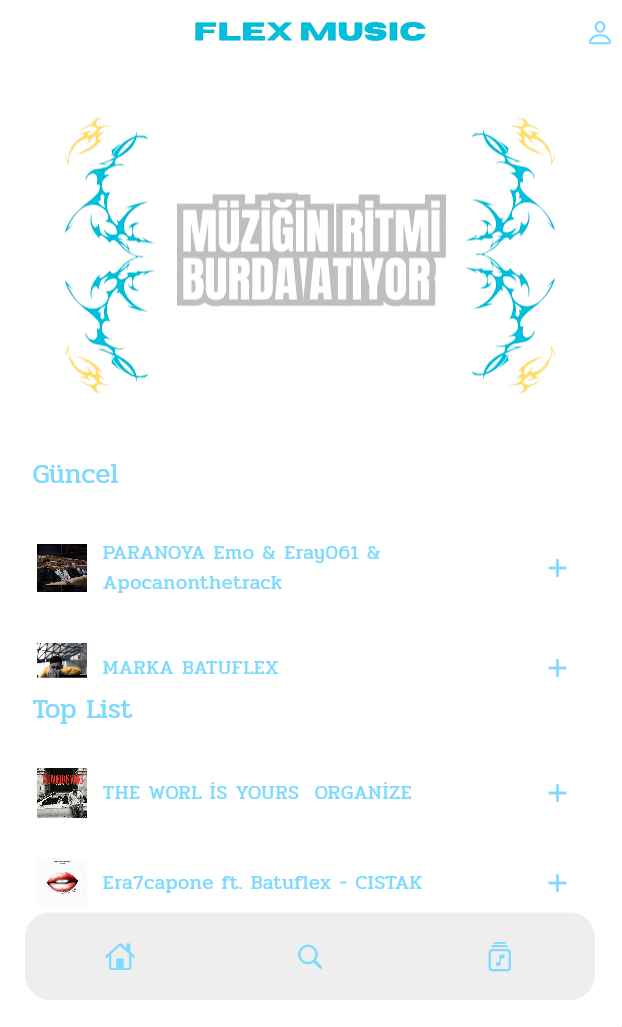 FLEX MUSIC
MÜZİĞİN RİTMİ
BURDA ATIYOR
Güncel
PARANOYA Emo & Eray061 &
Apocanonthetrack
MARKA BATUFLEX
Top List
THE WORL İS YOURS ORGANİZE
Era7capone ft. Batuflex - CISTAK